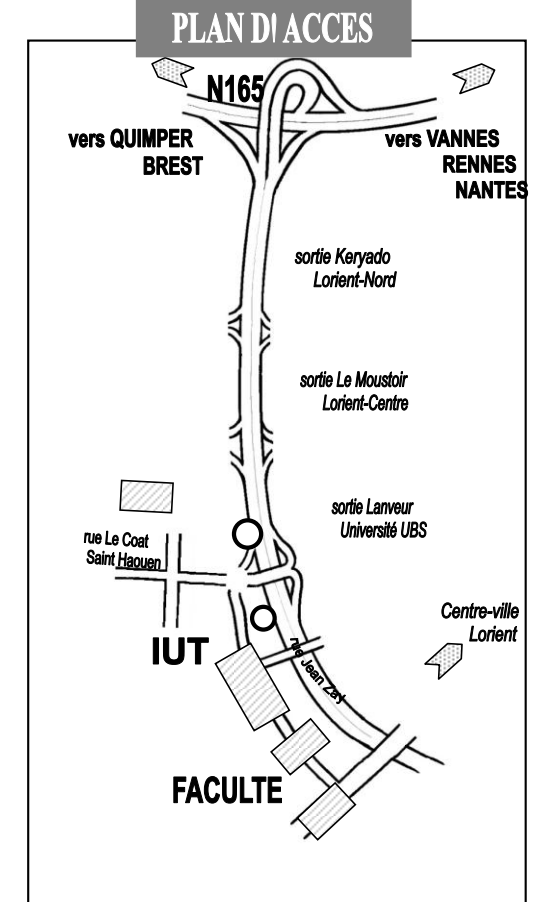 PLAN D! ACCES
N165
vers QUIMPER
BREST
vers VANNES
RENNES
NANTES
sortie Keryado
Lorient-Nord
sortie Le Moustoir
Lorient-Centre
sortie Lanveur
Université UBS
rue Le Coat
Saint Haouen
Centre-ville
Lorient
IUT
rue Jean Zay
FACULTE